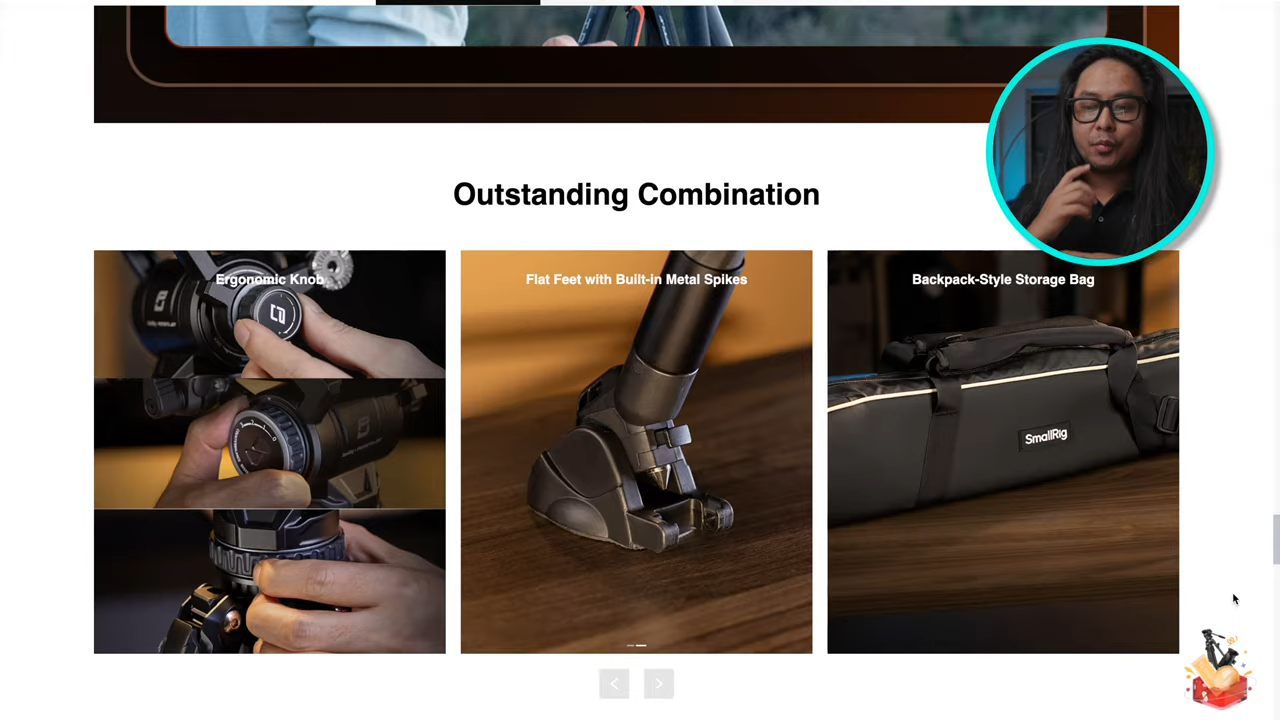 Outstanding Combination
Ergonomic Knob
Flat Feet with Built-in Metal Spikes
Backpack-Style Storage Bag
SmallRig